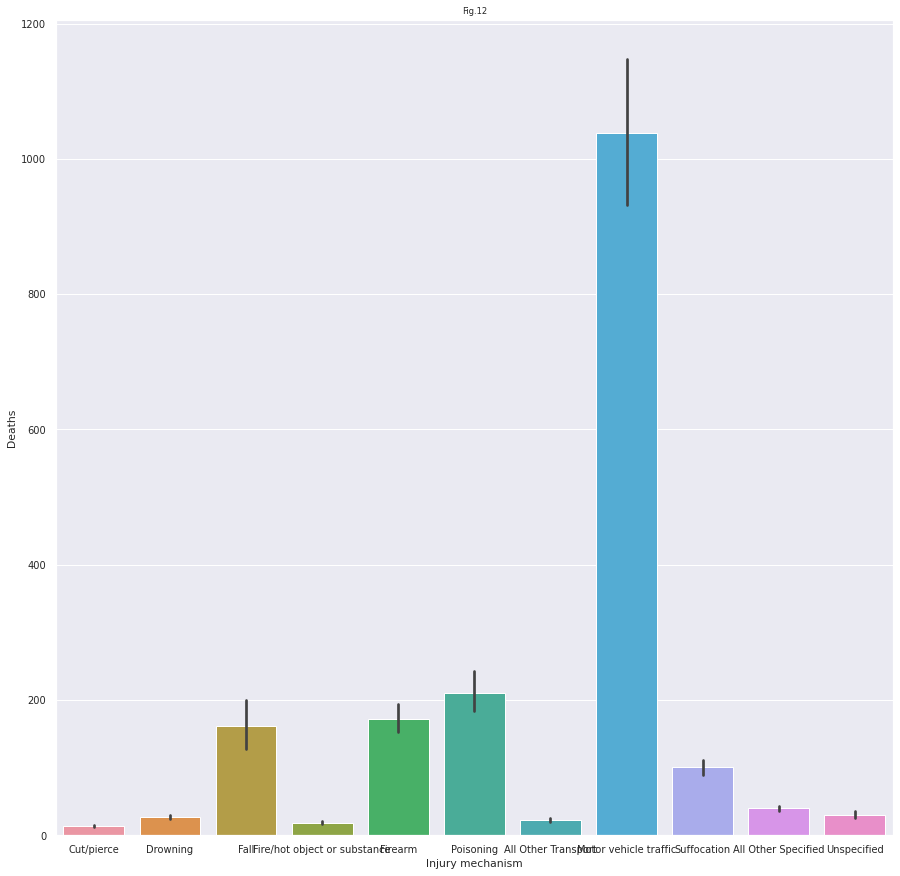 Fig.12
1200
1000
800
600
400
200
0
Deaths
Cut/pierce
Drowning
Fall
Fire/hot object or substance
Firearm
Poisoning
All Other Transport
Motor vehicle traffic
Suffocation
All Other Specified
Unspecified
Injury mechanism